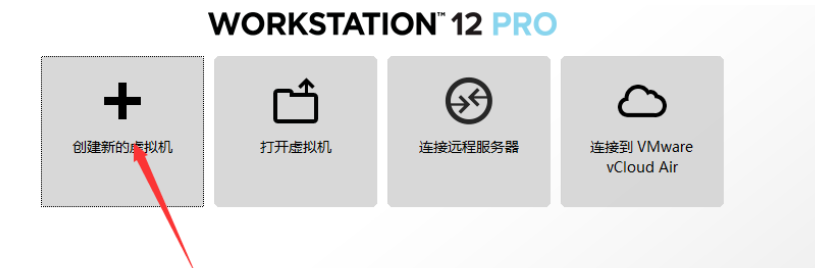 WORKSTATION™ 12 PRO
创建新的虚拟机
打开虚拟机
连接远程服务器
连接到 VMware
vCloud Air